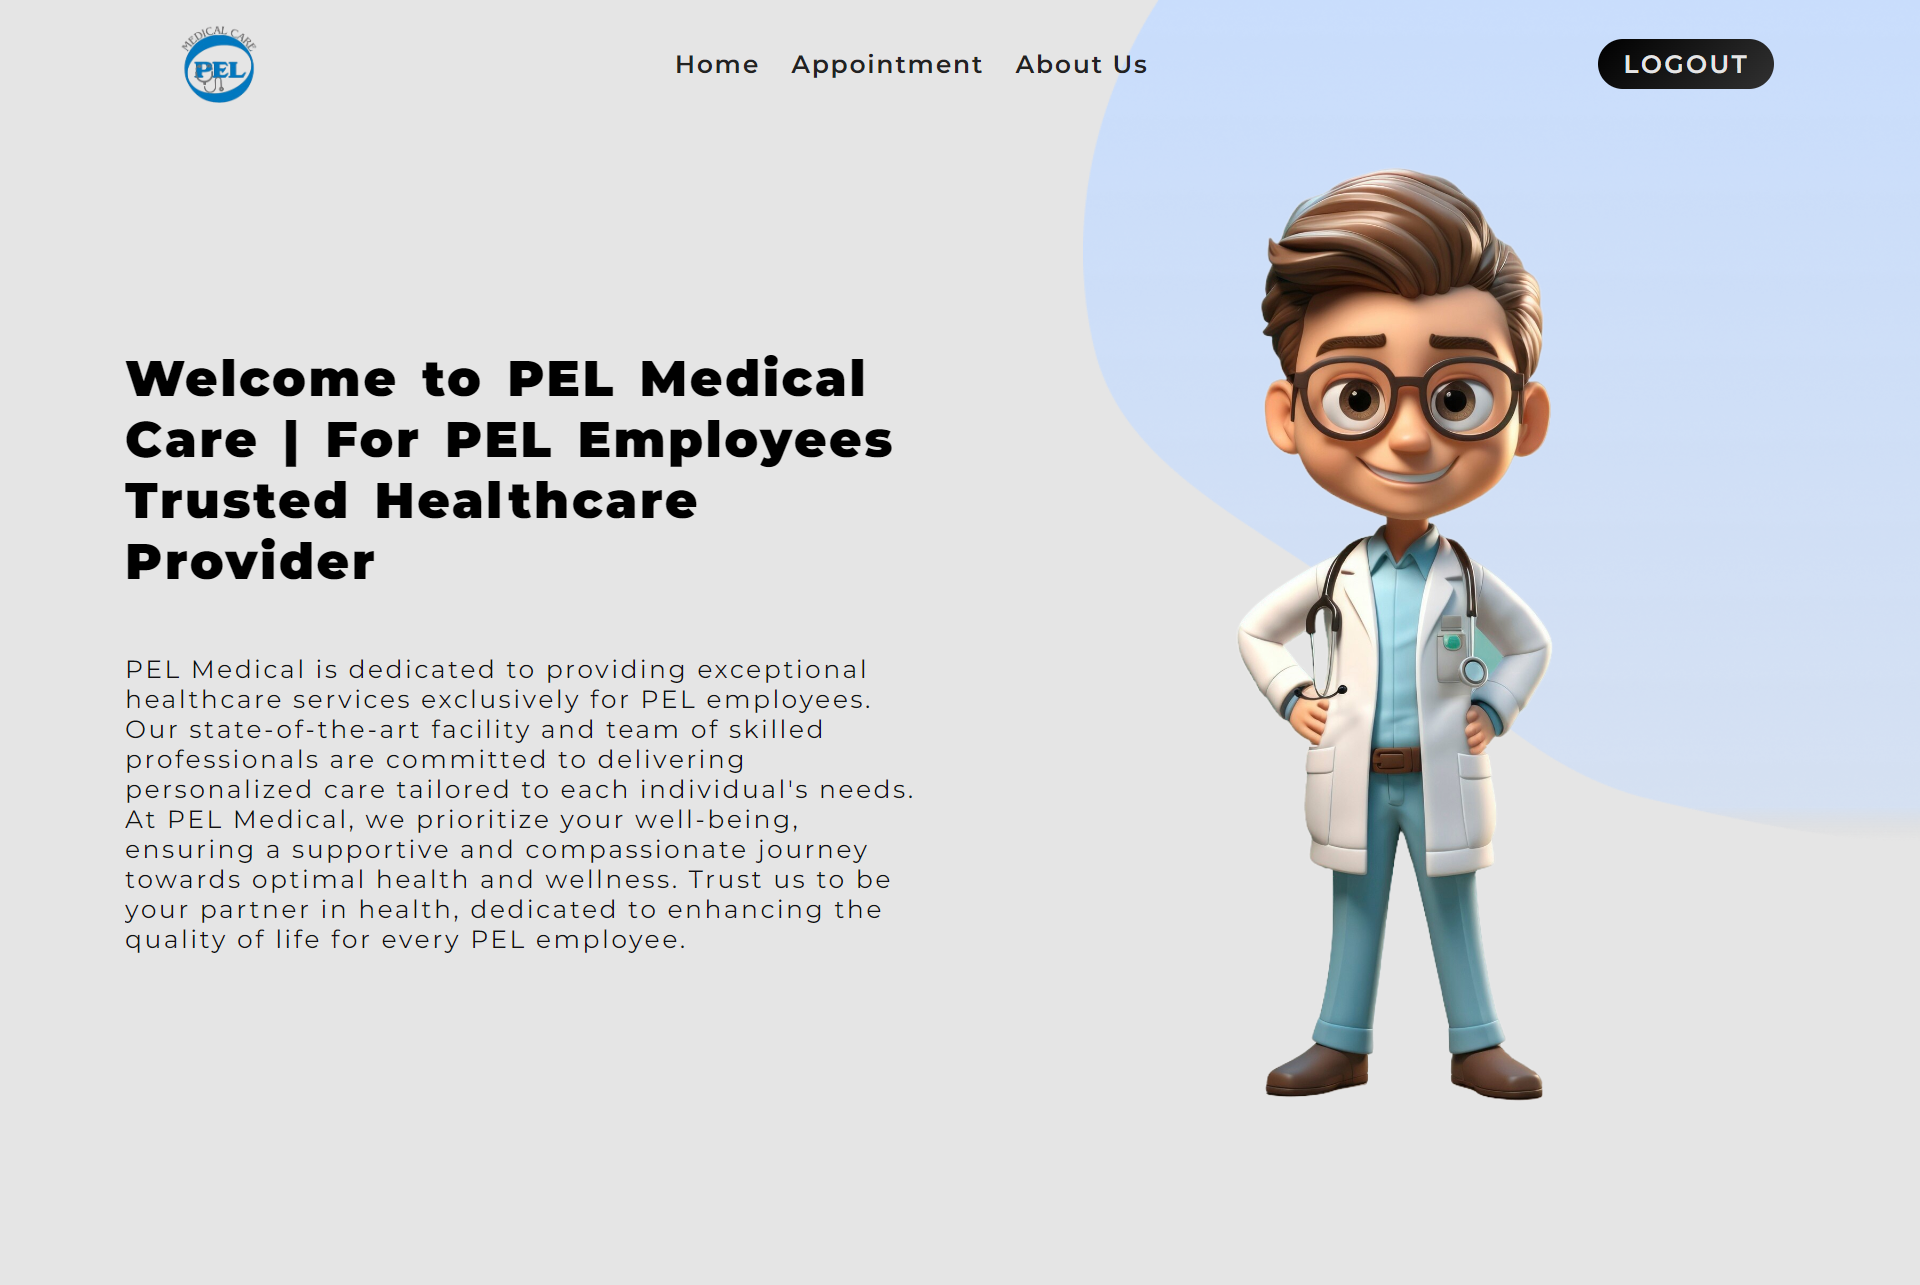 MEDICAL CARE
PEL
Home Appointment About Us
LOGOUT
Welcome to PEL Medical
Care | For PEL Employees
Trusted Healthcare
Provider
PEL Medical is dedicated to providing exceptional
healthcare services exclusively for PEL employees.
Our state-of-the-art facility and team of skilled
professionals are committed to delivering
personalized care tailored to each individual's needs.
At PEL Medical, we prioritize your well-being,
ensuring a supportive and compassionate journey
towards optimal health and wellness. Trust us to be
your partner in health, dedicated to enhancing the
quality of life for every PEL employee.